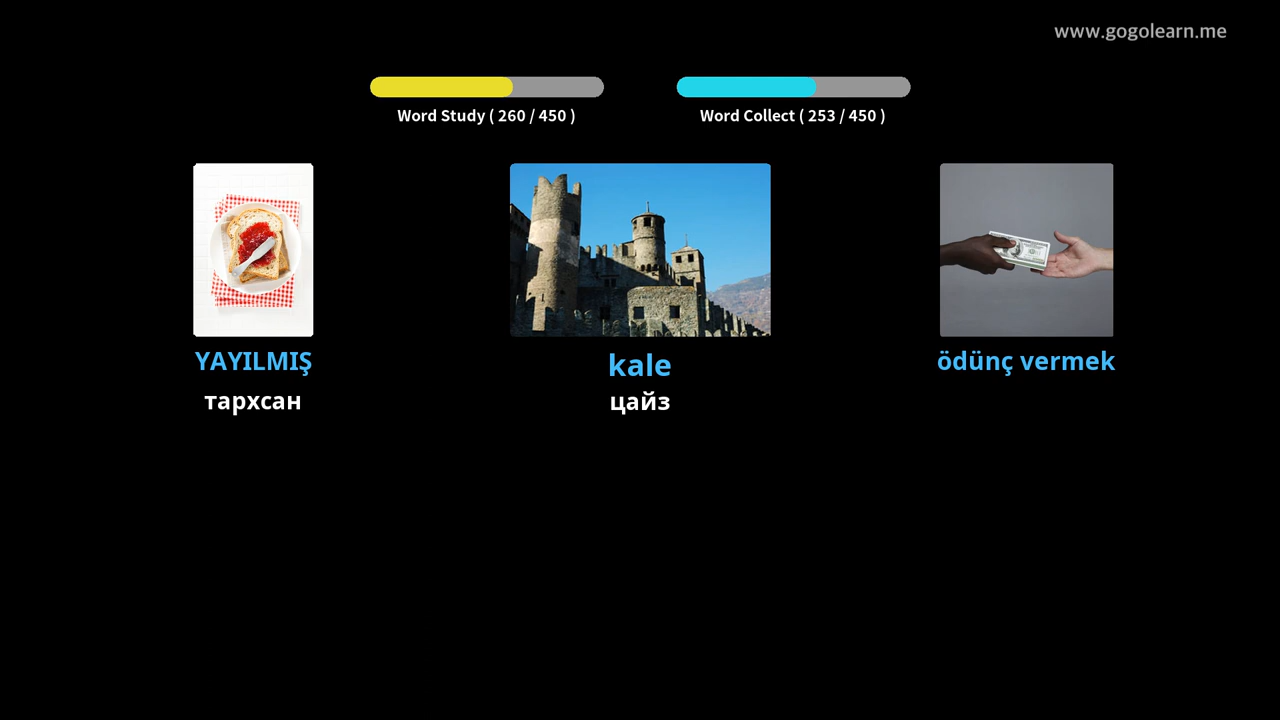 www.gogolearn.me
Word Study ( 260 / 450 )
Word Collect ( 253 / 450 )
YAYILMIŞ
kale
ödünç vermek
тархсан
цайз